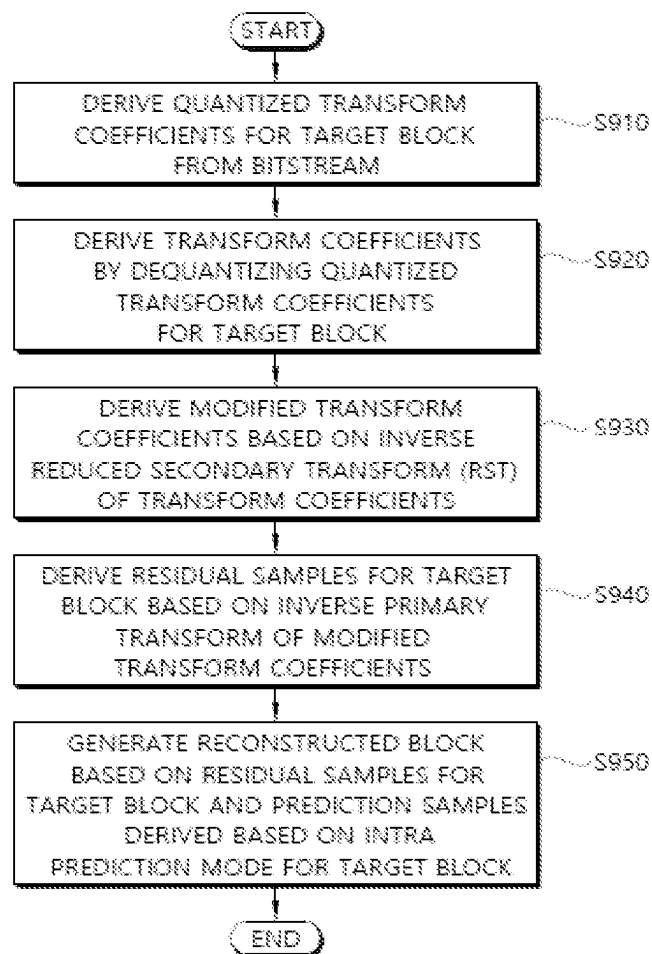 START
DERIVE QUANTIZED TRANSFORM
COEFFICIENTS FOR TARGET BLOCK
FROM BITSTREAM
S910
DERIVE TRANSFORM COEFFICIENTS
BY DEQUANTIZING QUANTIZED
TRANSFORM COEFFICIENTS
FOR TARGET BLOCK
S920
DERIVE MODIFIED TRANSFORM
COEFFICIENTS BASED ON INVERSE
REDUCED SECONDARY TRANSFORM (RST)
OF TRANSFORM COEFFICIENTS
S930
DERIVE RESIDUAL SAMPLES FOR TARGET
BLOCK BASED ON INVERSE PRIMARY
TRANSFORM OF MODIFIED
TRANSFORM COEFFICIENTS
S940
GENERATE RECONSTRUCTED BLOCK
BASED ON RESIDUAL SAMPLES FOR
TARGET BLOCK AND PREDICTION SAMPLES
DERIVED BASED ON INTRA
PREDICTION MODE FOR TARGET BLOCK
S950
END